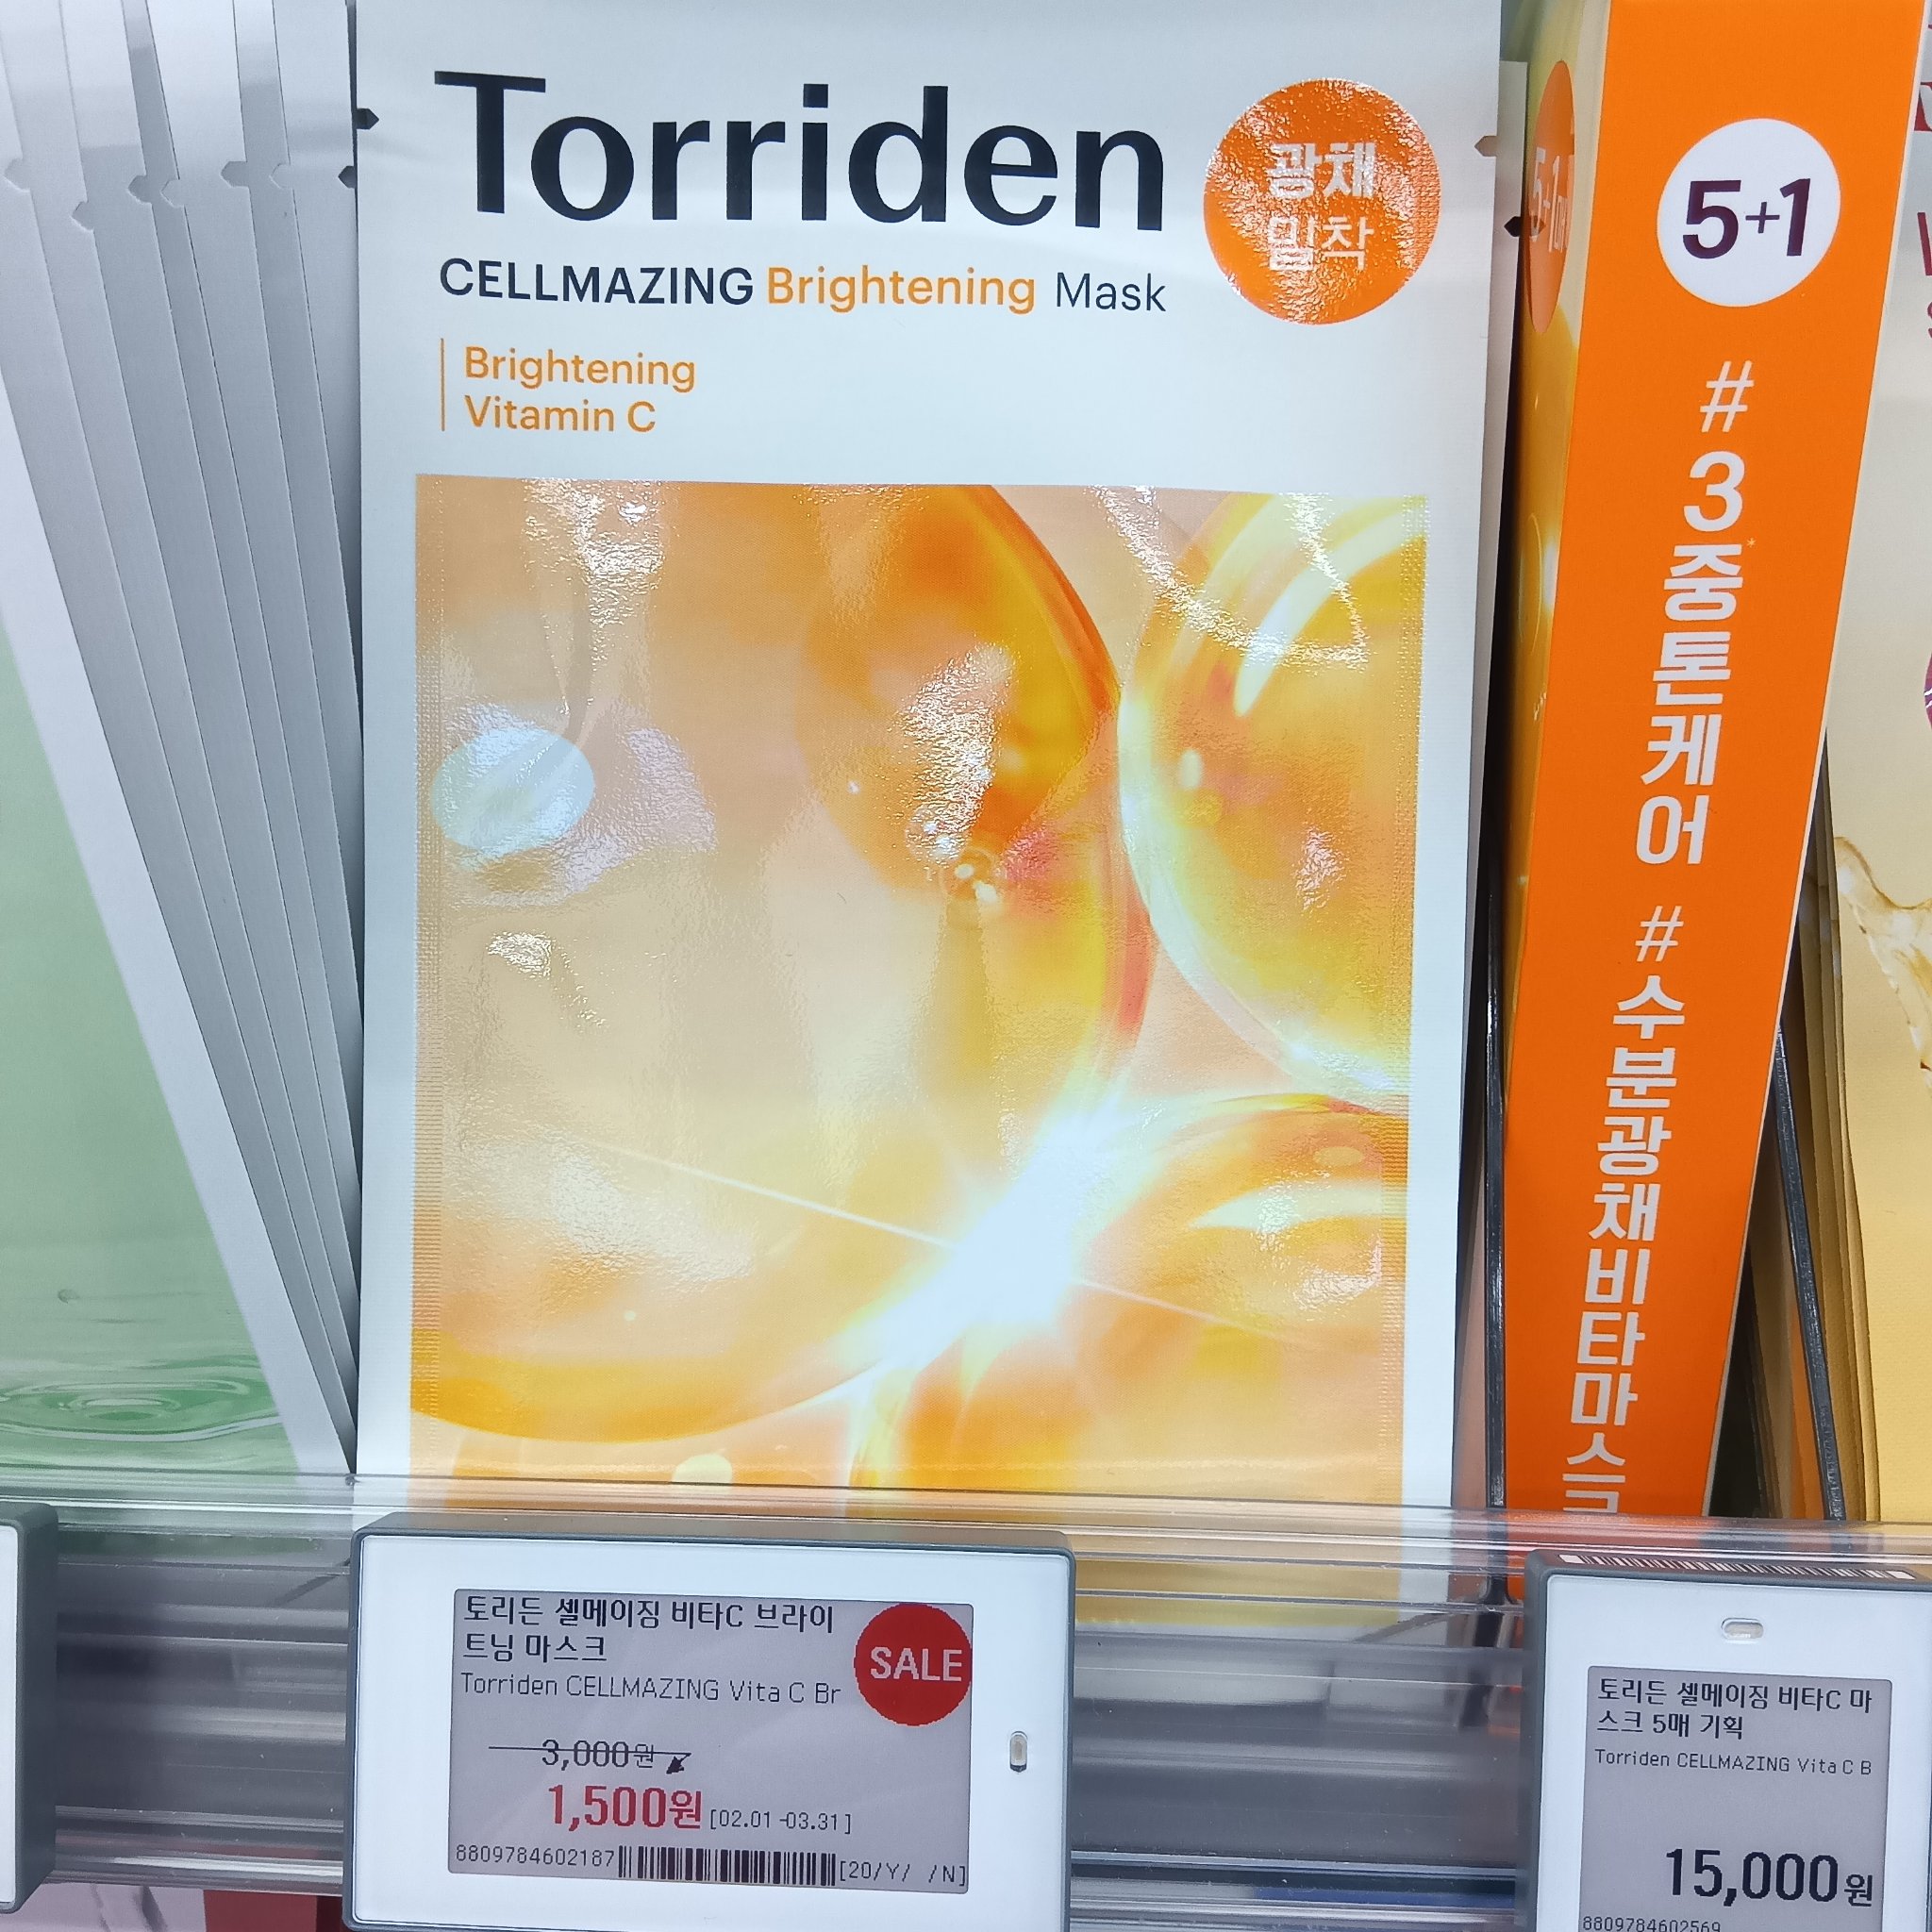 Torriden
광채
밀착
CELLMAZING Brightening Mask
Brightening
Vitamin C
5+1
#3중톤케어 #수분광채비타마스크
토리든 셀메이징 비타C 브라이
트닝 마스크
Torriden CELLMAZING Vita C Br
SALE
3,000원
1,500원 [02.01-03.31]
8809784602187 [20/Y/ /N]
토리든 셀메이징 비타C 마
스크 5매 기획
Torriden CELLMAZING Vita C B
15,000원
8809784602569